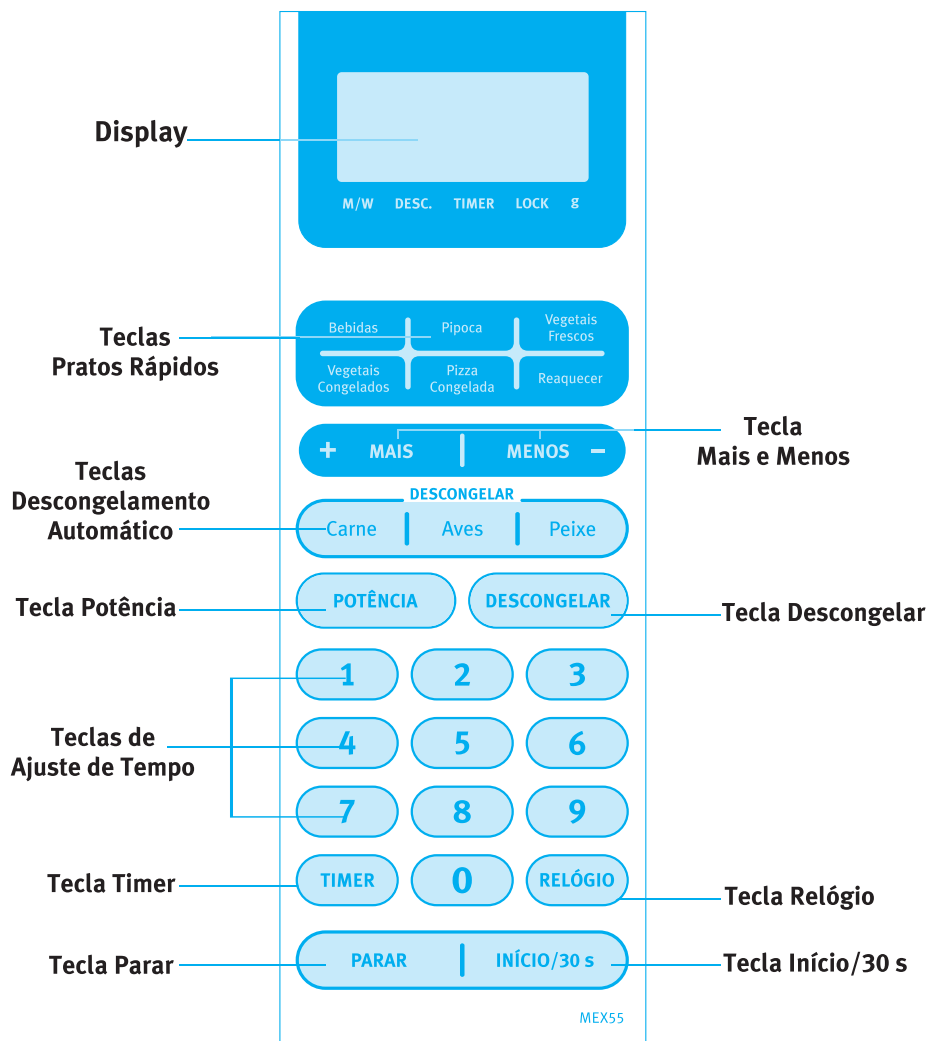 Display
M/W DESC. TIMER LOCK g
Teclas
Pratos Rápidos
Bebidas
Pipoca
Vegetais
Frescos
Vegetais
Congelados
Pizza
Congelada
Reaquecer
+ MAIS
MENOS –
Tecla
Mais e Menos
Teclas
Descongelamento
Automático
DESCONGELAR
Carne Aves Peixe
Tecla Potência
POTÊNCIA
DESCONGELAR
Tecla Descongelar
1 2 3
Teclas de
Ajuste de Tempo
4 5 6
7 8 9
Tecla Timer
TIMER 0 RELÓGIO
Tecla Relógio
Tecla Parar
PARAR
INÍCIO/30 s
Tecla Início/30 s
MEX55